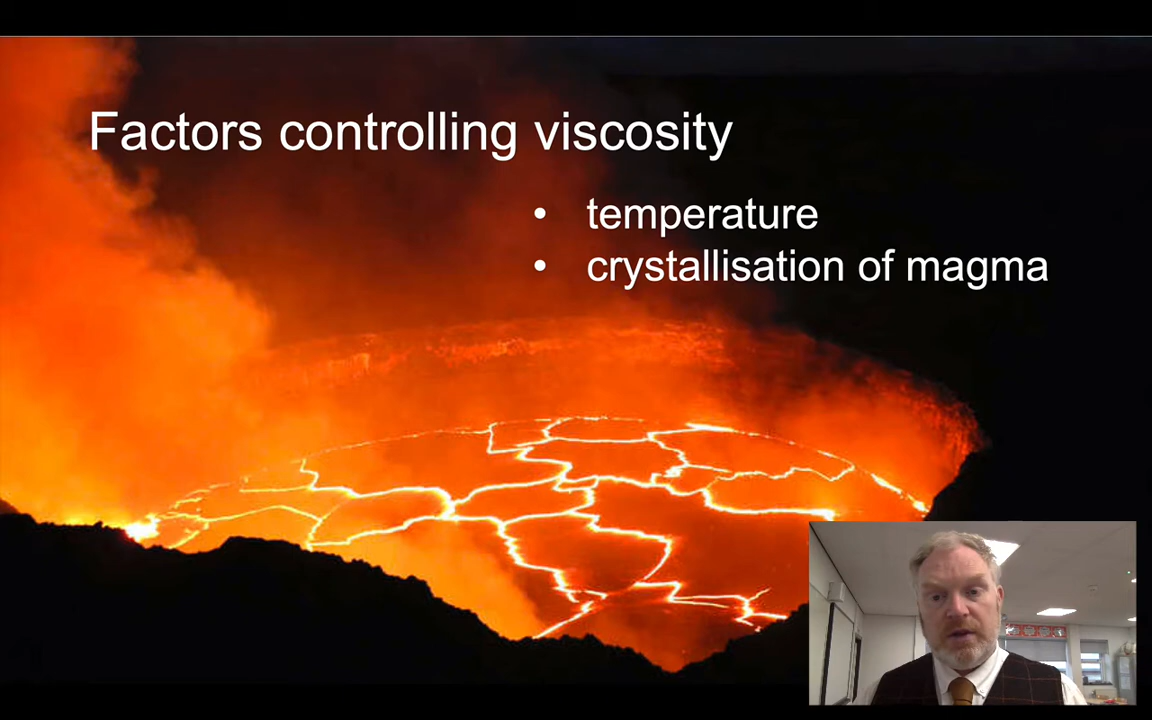 Factors controlling viscosity
• temperature
• crystallisation of magma